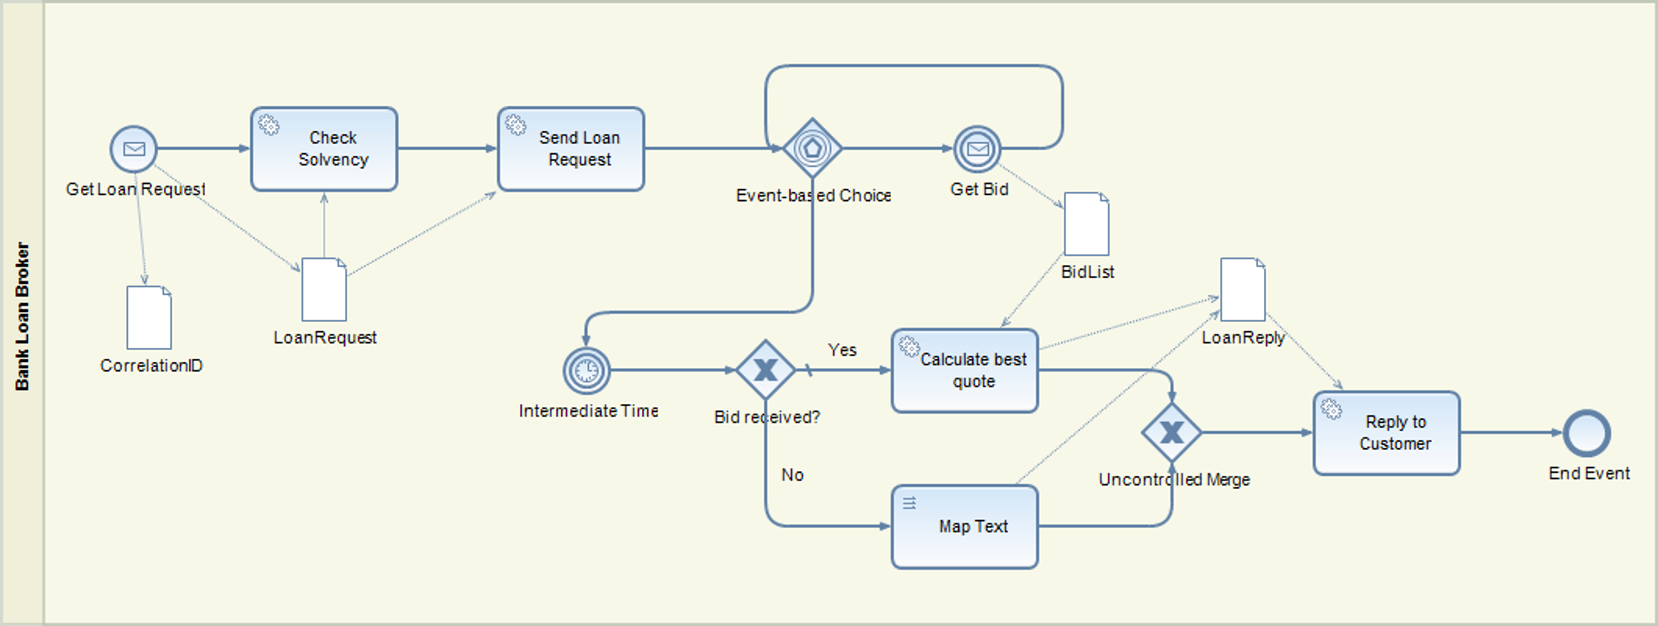 Bank Loan Broker
Get Loan Request
Check
Solvency
Send Loan
Request
Event-based Choice
Get Bid
BidList
CorrelationID
LoanRequest
LoanReply
Intermediate Time
Bid received?
Yes
No
Calculate best
quote
Map Text
Uncontrolled Merge
Reply to
Customer
End Event